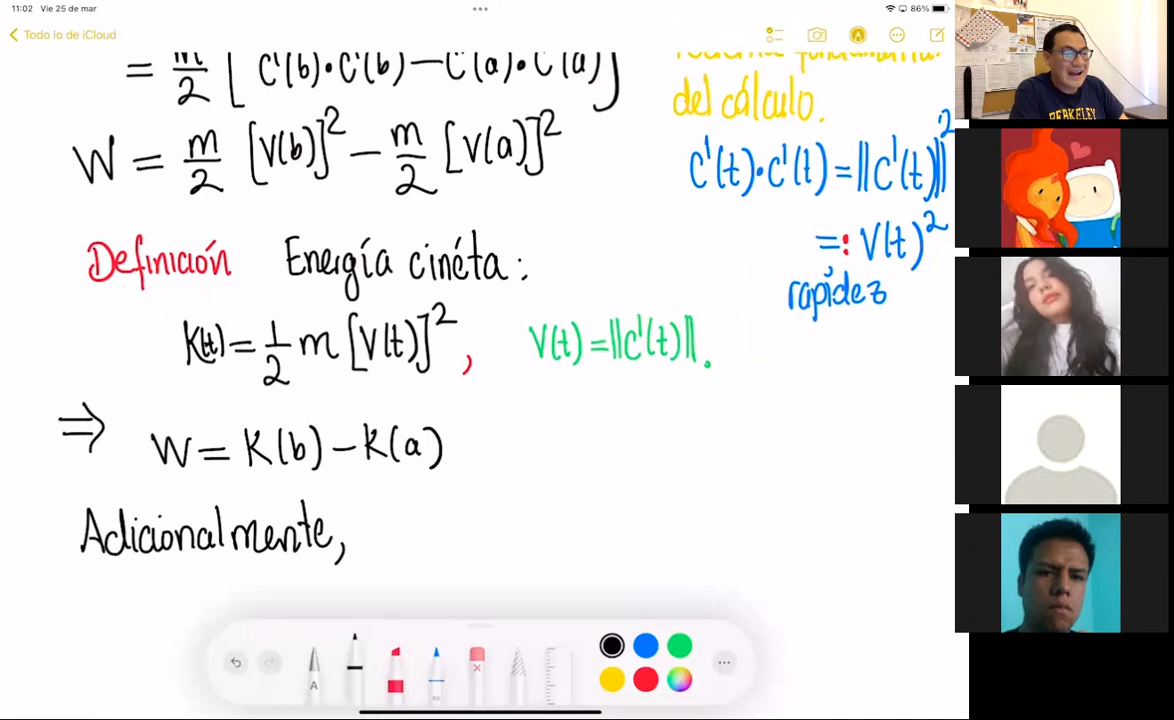 11:02 Vie 25 de mar
86%
Todo lo de iCloud
= m/2 [ C'(b)•C'(b) – C'(a)•C'(a) ]
del cálculo.
W = m/2 [V(b)]² – m/2 [V(a)]²
C'(t)•C'(t) = ||C'(t)||²
=: V(t)²
rapidez
Definición Energía cinéta:
K(t) = 1/2 m [V(t)]², V(t) = ||C'(t)||.
⇒ W = K(b) – K(a)
Adicionalmente,
A
BERKELEY